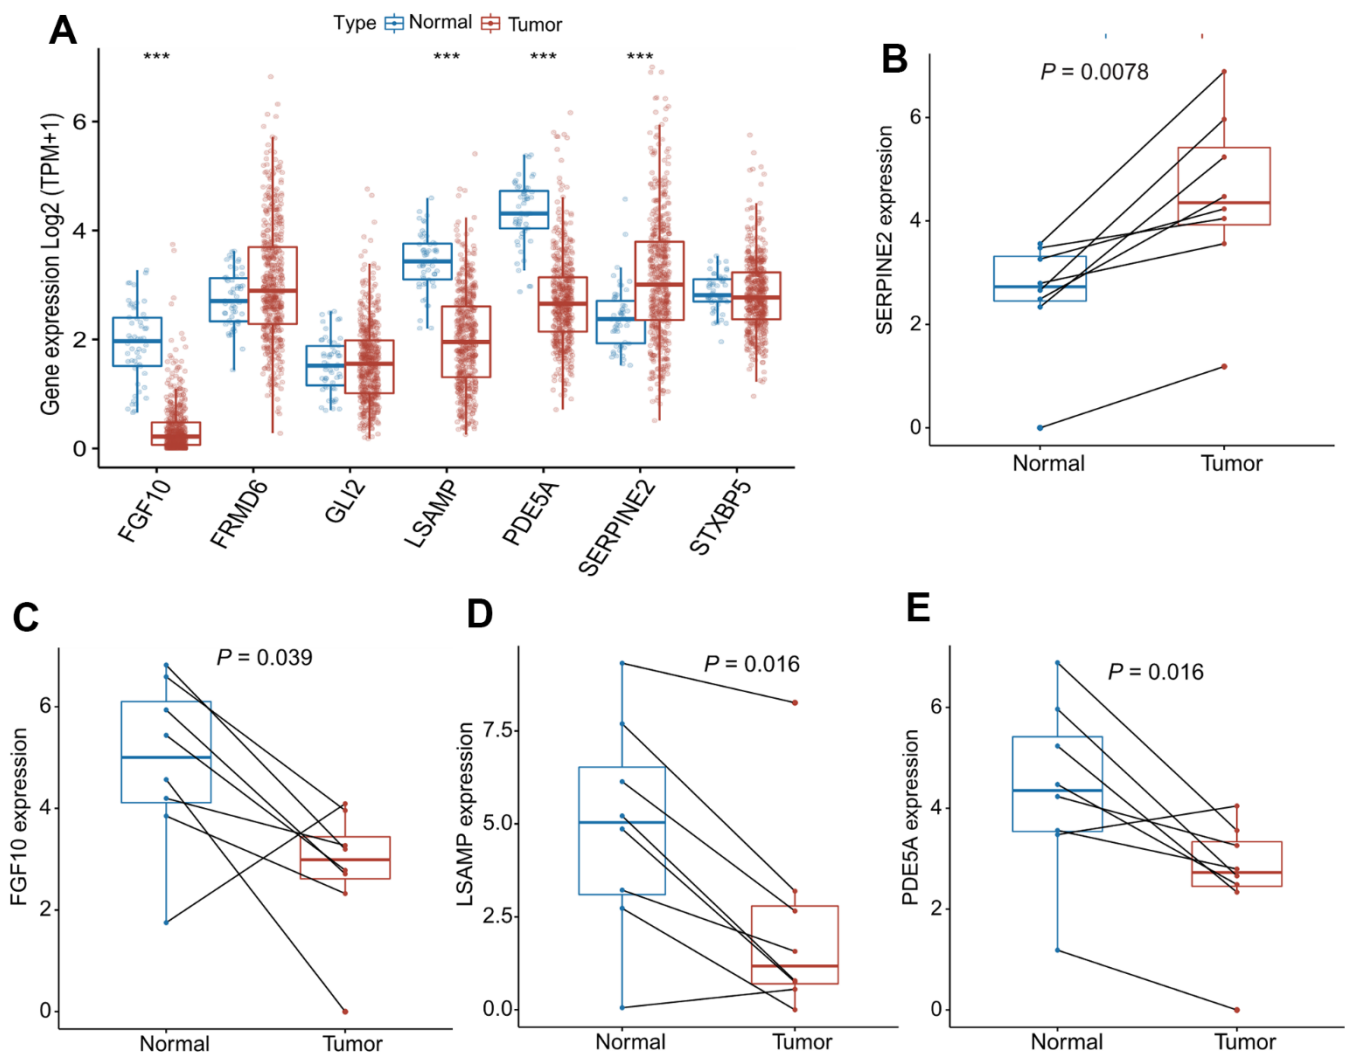 A
Type Normal Tumor
*** *** *** ***
Gene expression Log2 (TPM+1)
6
4
2
0
FGF10 FRMD6 GLI2 LSAMP PDE5A SERPINE2 STXBP5
B
P = 0.0078
SERPINE2 expression
6
4
2
0
Normal Tumor
C
P = 0.039
FGF10 expression
6
4
2
0
Normal Tumor
D
P = 0.016
LSAMP expression
7.5
5.0
2.5
0.0
Normal Tumor
E
P = 0.016
PDE5A expression
6
4
2
0
Normal Tumor